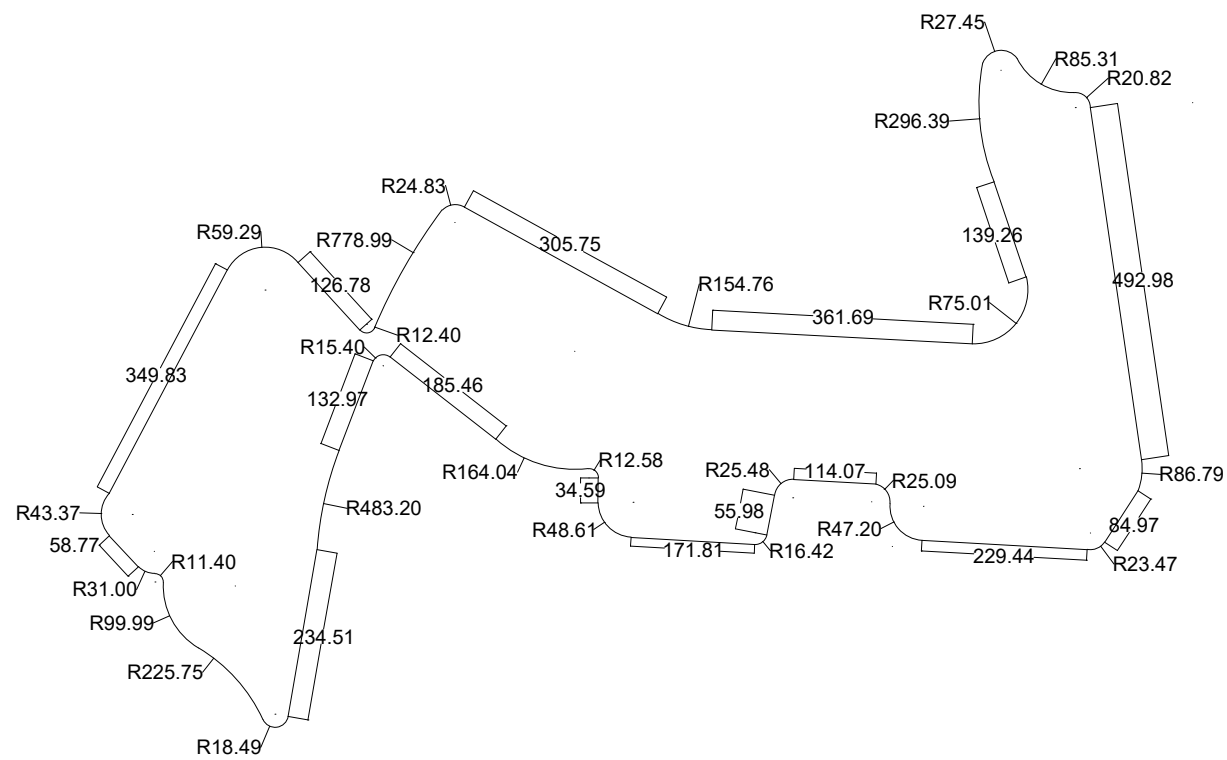 R27.45
R85.31
R20.82
R296.39
R24.83
R59.29
R778.99
305.75
139.26
126.78
492.98
R154.76
R75.01
361.69
R12.40
R15.40
349.83
185.46
132.97
R12.58
R164.04
R25.48
114.07
R86.79
R25.09
34.59
R483.20
R43.37
55.98
84.97
R48.61
R47.20
58.77
171.81
R16.42
229.44
R11.40
R23.47
R31.00
R99.99
234.51
R225.75
R18.49